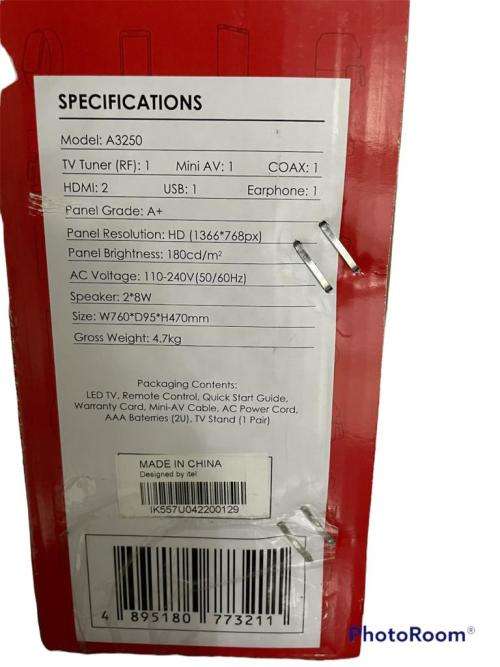 SPECIFICATIONS
Model: A3250
TV Tuner (RF): 1 Mini AV: 1 COAX: 1
HDMI: 2 USB: 1 Earphone: 1
Panel Grade: A+
Panel Resolution: HD (1366*768px)
Panel Brightness: 180cd/m²
AC Voltage: 110-240V(50/60Hz)
Speaker: 2*8W
Size: W760*D95*H470mm
Gross Weight: 4.7kg
Packaging Contents:
LED TV, Remote Control, Quick Start Guide,
Warranty Card, Mini-AV Cable, AC Power Cord,
AAA Baterries (2U), TV Stand (1 Pair)
MADE IN CHINA
Designed by itel
IK557U042200129
4 895180 773211
PhotoRoom®